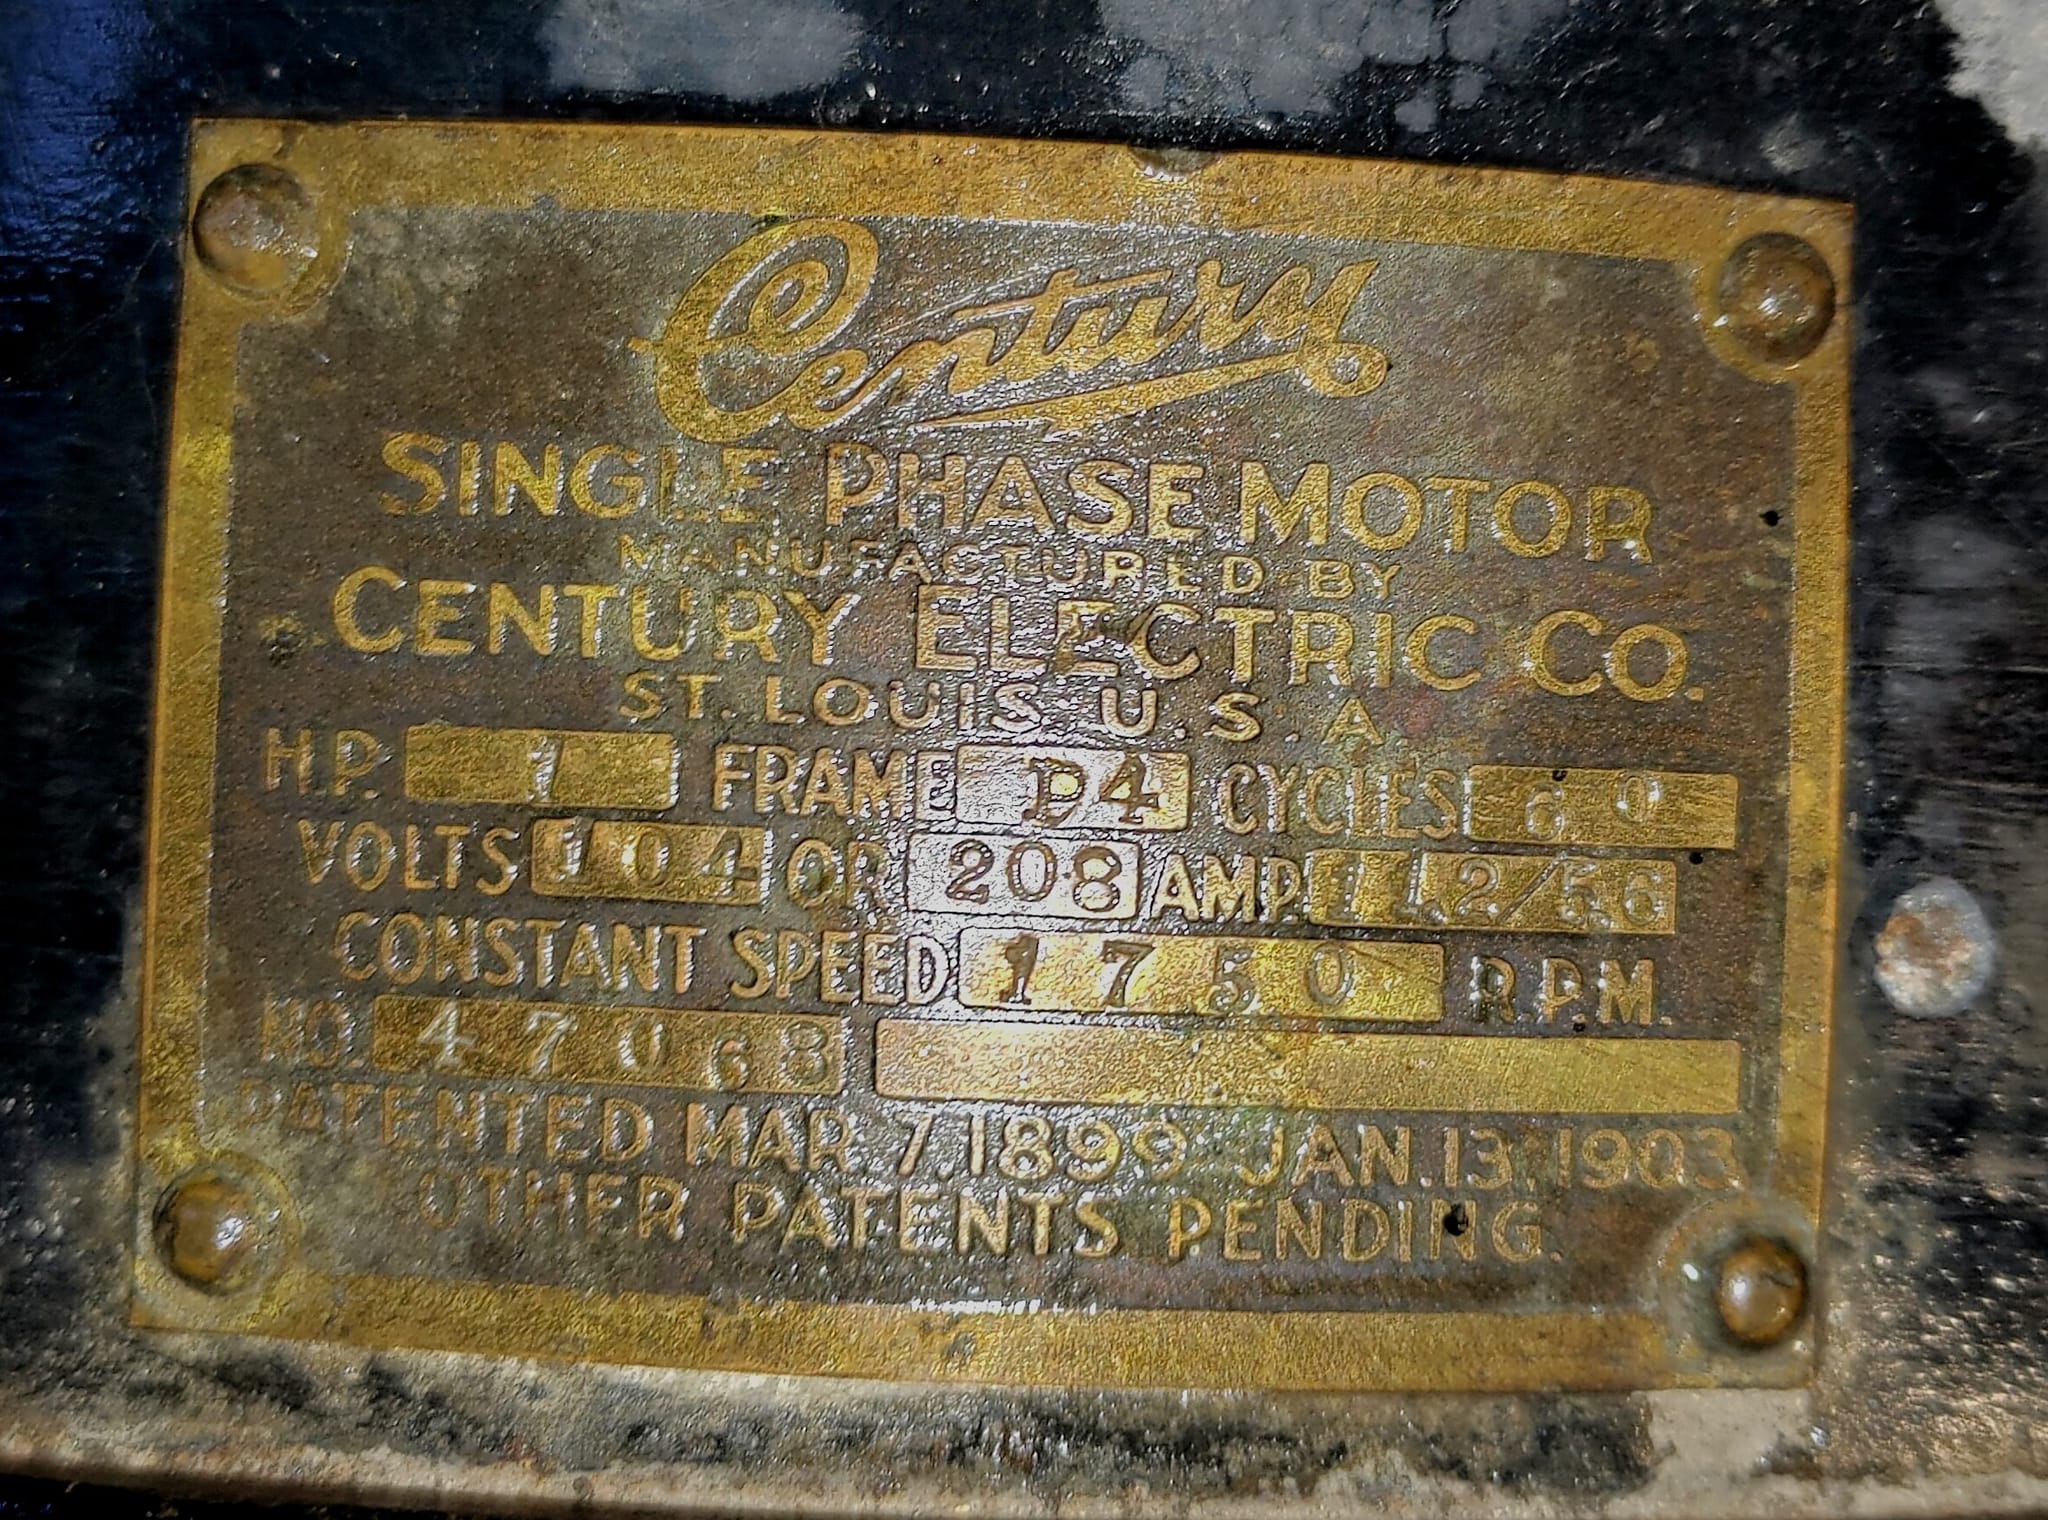 Century
SINGLE PHASE MOTOR
MANUFACTURED BY
CENTURY ELECTRIC CO.
ST. LOUIS. U. S. A.
H.P. 1 FRAME D4 CYCLES 60
VOLTS 104 OR 208 AMP. 11.2/5.6
CONSTANT SPEED 1750 R.P.M.
NO. 47068
PATENTED MAR. 7. 1899 JAN. 13, 1903
OTHER PATENTS PENDING.